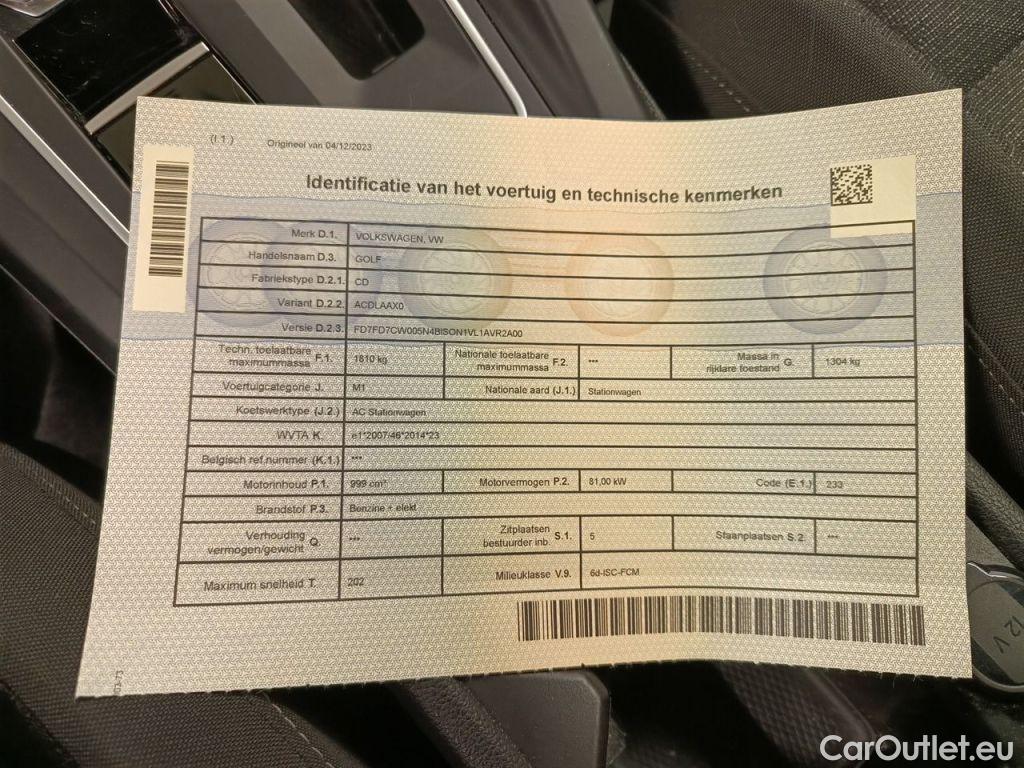 (I.1.) Origineel van 04/12/2023
Identificatie van het voertuig en technische kenmerken
Merk D.1. VOLKSWAGEN, VW
Handelsnaam D.3. GOLF
Fabriekstype D.2.1. CD
Variant D.2.2. ACDLAAX0
Versie D.2.3. FD7FD7CW005N4BISON1VL1AVR2A00
Techn. toelaatbare maximummassa F.1. 1810 kg Nationale toelaatbare maximummassa F.2. *** Massa in rijklare toestand G. 1304 kg
Voertuigcategorie J. M1 Nationale aard (J.1.) Stationwagen
Koetswerktype (J.2.) AC Stationwagen
WVTA K. e1*2007/46*2014*23
Belgisch ref.nummer (K.1.) ***
Motorinhoud P.1. 999 cm³ Motorvermogen P.2. 81,00 kW Code (E.1.) 233
Brandstof P.3. Benzine + elekt
Verhouding vermogen/gewicht Q. *** Zitplaatsen bestuurder inb. S.1. 5 Staanplaatsen S.2. ***
Maximum snelheid T. 202 Milieuklasse V.9. 6d-ISC-FCM
12 V
CarOutlet.eu